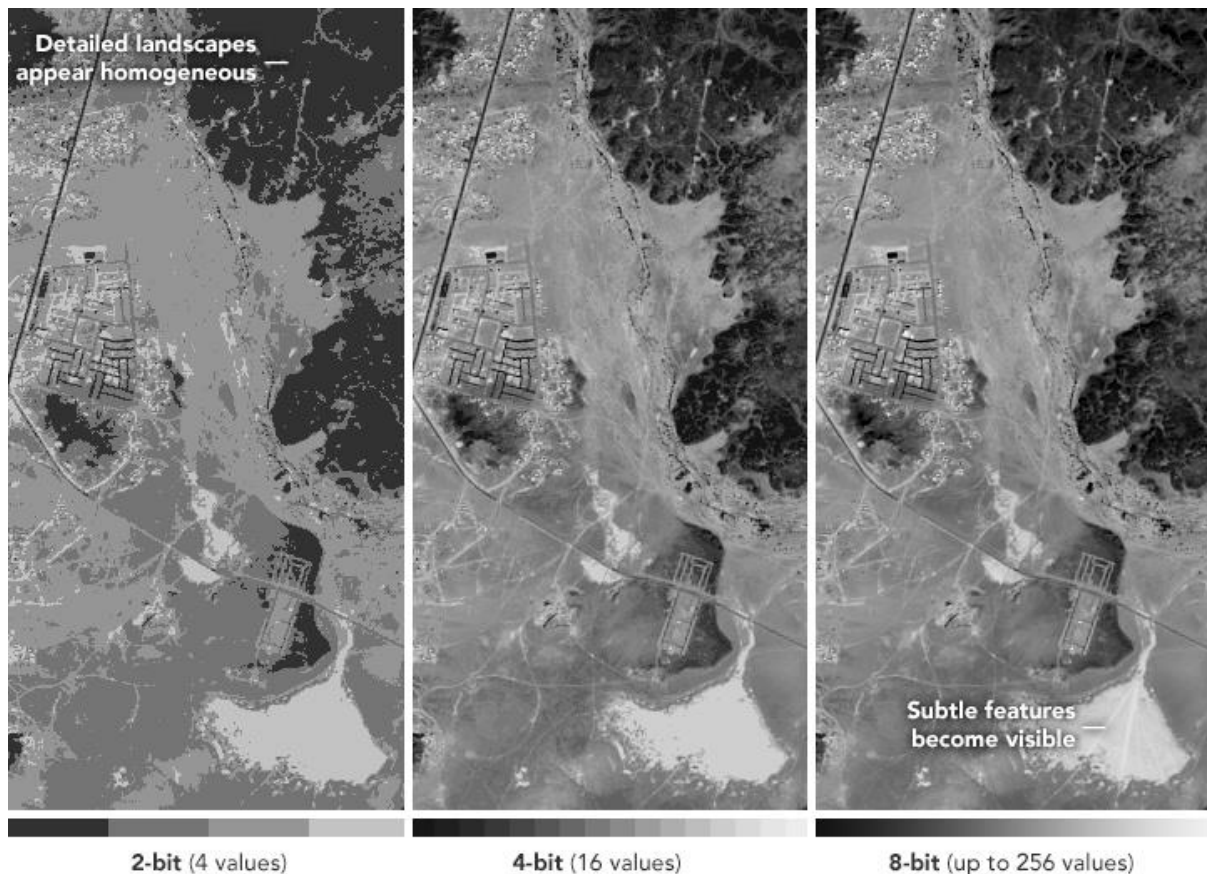 Detailed landscapes
appear homogeneous
Subtle features
become visible
2-bit (4 values)
4-bit (16 values)
8-bit (up to 256 values)